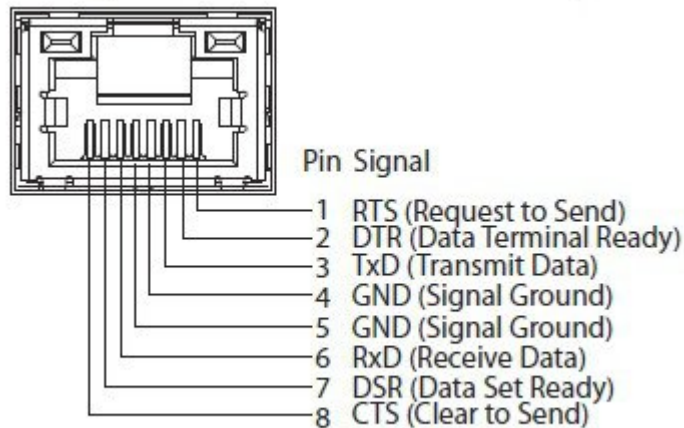 Pin Signal
1 RTS (Request to Send)
2 DTR (Data Terminal Ready)
3 TxD (Transmit Data)
4 GND (Signal Ground)
5 GND (Signal Ground)
6 RxD (Receive Data)
7 DSR (Data Set Ready)
8 CTS (Clear to Send)